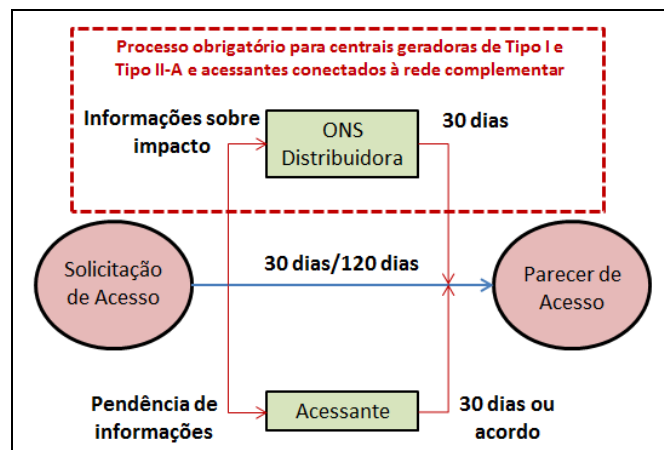 Processo obrigatório para centrais geradoras de Tipo I e
Tipo II-A e acessantes conectados à rede complementar
Informações sobre
impacto
ONS
Distribuidora
30 dias
Solicitação
de Acesso
30 dias/120 dias
Parecer de
Acesso
Pendência de
informações
Acessante
30 dias ou
acordo